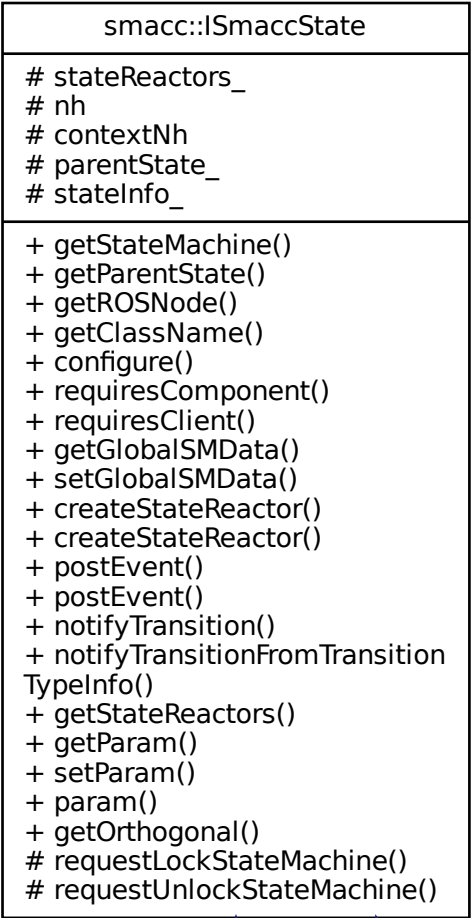 smacc::ISmaccState
# stateReactors_
# nh
# contextNh
# parentState_
# stateInfo_
+ getStateMachine()
+ getParentState()
+ getROSNode()
+ getClassName()
+ configure()
+ requiresComponent()
+ requiresClient()
+ getGlobalSMData()
+ setGlobalSMData()
+ createStateReactor()
+ createStateReactor()
+ postEvent()
+ postEvent()
+ notifyTransition()
+ notifyTransitionFromTransition
TypeInfo()
+ getStateReactors()
+ getParam()
+ setParam()
+ param()
+ getOrthogonal()
# requestLockStateMachine()
# requestUnlockStateMachine()